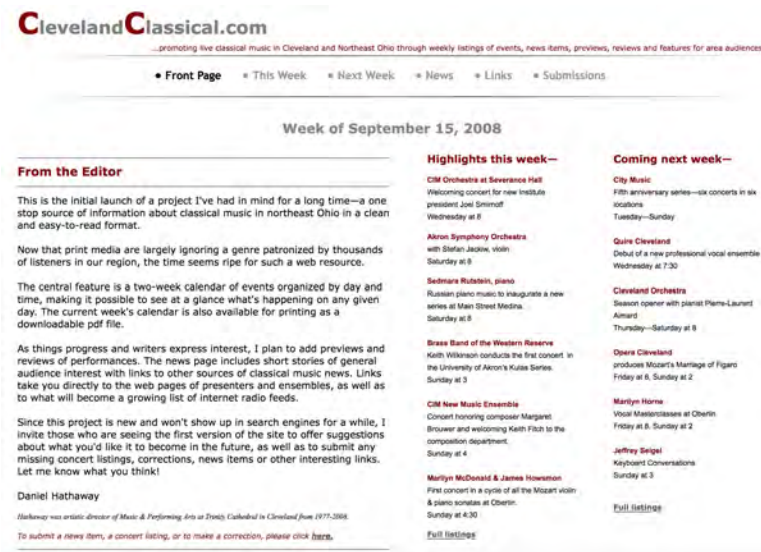 ClevelandClassical.com
...promoting live classical music in Cleveland and Northeast Ohio through weekly listings of events, news items, previews, reviews and features for area audiences
• Front Page ▪ This Week ▪ Next Week ▪ News ▪ Links ▪ Submissions
Week of September 15, 2008
From the Editor
This is the initial launch of a project I've had in mind for a long time—a one
stop source of information about classical music in northeast Ohio in a clean
and easy-to-read format.
Now that print media are largely ignoring a genre patronized by thousands
of listeners in our region, the time seems ripe for such a web resource.
The central feature is a two-week calendar of events organized by day and
time, making it possible to see at a glance what's happening on any given
day. The current week's calendar is also available for printing as a
downloadable pdf file.
As things progress and writers express interest, I plan to add previews and
reviews of performances. The news page includes short stories of general
audience interest with links to other sources of classical music news. Links
take you directly to the web pages of presenters and ensembles, as well as
to what will become a growing list of internet radio feeds.
Since this project is new and won't show up in search engines for a while, I
invite those who are seeing the first version of the site to offer suggestions
about what you'd like it to become in the future, as well as to submit any
missing concert listings, corrections, news items or other interesting links.
Let me know what you think!
Daniel Hathaway
Hathaway was artistic director of Music & Performing Arts at Trinity Cathedral in Cleveland from 1977-2008.
To submit a news item, a concert listing, or to make a correction, please click here.
Highlights this week—
CIM Orchestra at Severance Hall
Welcoming concert for new Institute
president Joel Smirnoff
Wednesday at 8
Akron Symphony Orchestra
with Stefan Jackiw, violin
Saturday at 8
Sedmara Rutstein, piano
Russian piano music to inaugurate a new
series at Main Street Medina.
Saturday at 8
Brass Band of the Western Reserve
Keith Wilkinson conducts the first concert in
the University of Akron's Kulas Series.
Sunday at 3
CIM New Music Ensemble
Concert honoring composer Margaret
Brouwer and welcoming Keith Fitch to the
composition department.
Sunday at 4
Marilyn McDonald & James Howsmon
First concert in a cycle of all the Mozart violin
& piano sonatas at Oberlin.
Sunday at 4:30
Full listings
Coming next week—
City Music
Fifth anniversary series—six concerts in six
locations
Tuesday—Sunday
Quire Cleveland
Debut of a new professional vocal ensemble
Wednesday at 7:30
Cleveland Orchestra
Season opener with pianist Pierre-Laurent
Aimard
Thursday—Saturday at 8
Opera Cleveland
produces Mozart's Marriage of Figaro
Friday at 8, Sunday at 2
Marilyn Horne
Vocal Masterclasses at Oberlin
Friday at 8, Sunday at 2
Jeffrey Seigel
Keyboard Conversations
Sunday at 3
Full listings